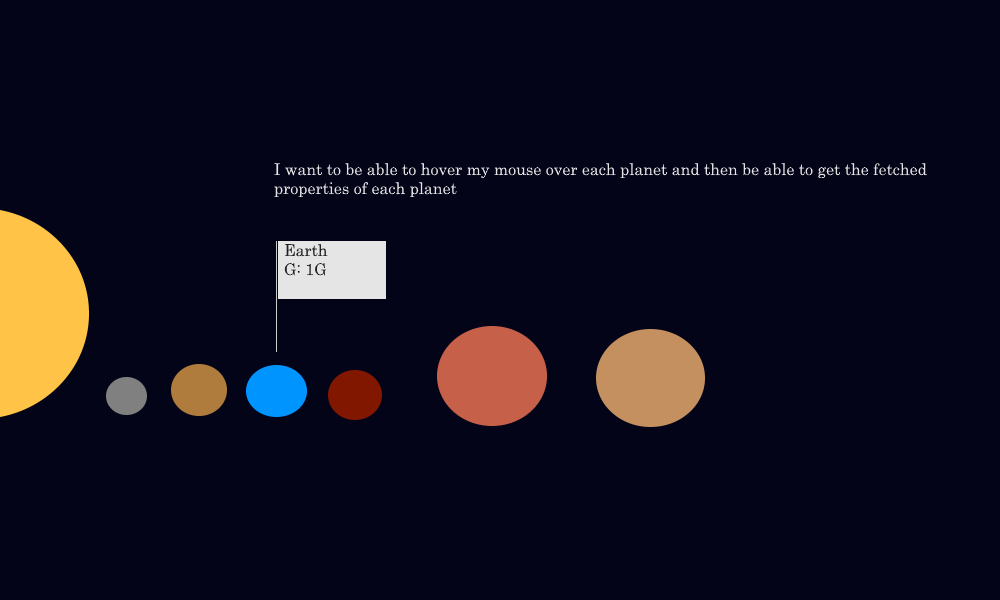 I want to be able to hover my mouse over each planet and then be able to get the fetched
properties of each planet
Earth
G: 1G